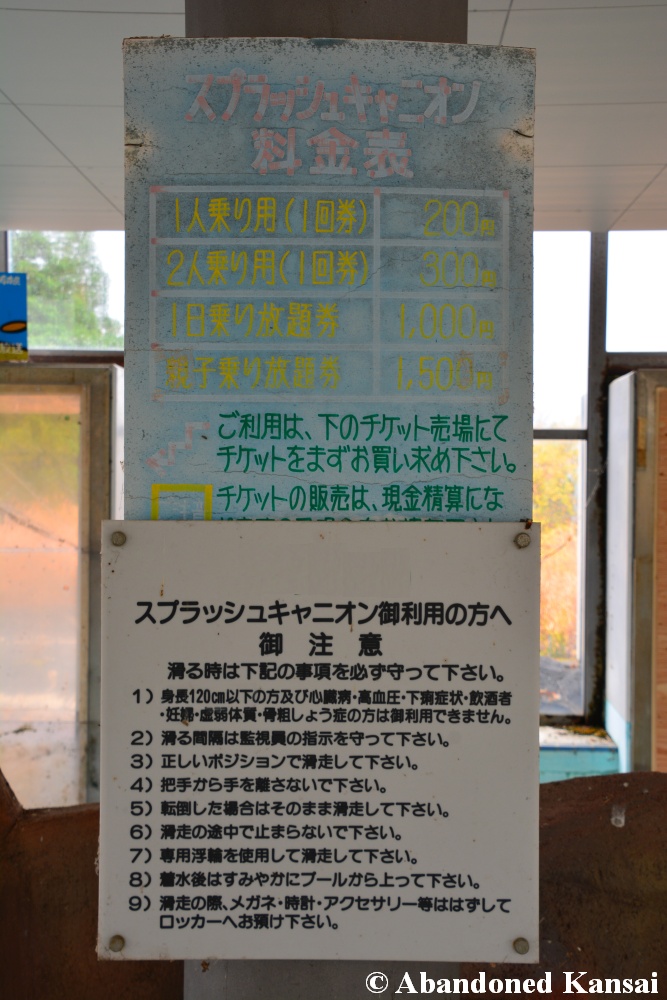 スプラッシュキャニオン
料金表
1人乗り用(1回券) 200円
2人乗り用(1回券) 300円
1日乗り放題券 1,000円
親子乗り放題券 1,500円
ご利用は、下のチケット売場にて
チケットをまずお買い求め下さい。
チケットの販売は、現金精算にな
スプラッシュキャニオン御利用の方へ
御注意
滑る時は下記の事項を必ず守って下さい。
1)身長120cm以下の方及び心臓病・高血圧・下痢症状・飲酒者
・妊婦・虚弱体質・骨粗しょう症の方は御利用できません。
2)滑る間隔は監視員の指示を守って下さい。
3)正しいポジションで滑走して下さい。
4)把手から手を離さないで下さい。
5)転倒した場合はそのまま滑走して下さい。
6)滑走の途中で止まらないで下さい。
7)専用浮輪を使用して滑走して下さい。
8)着水後はすみやかにプールから上って下さい。
9)滑走の際、メガネ・時計・アクセサリー等ははずして
ロッカーへお預け下さい。
© Abandoned Kansai